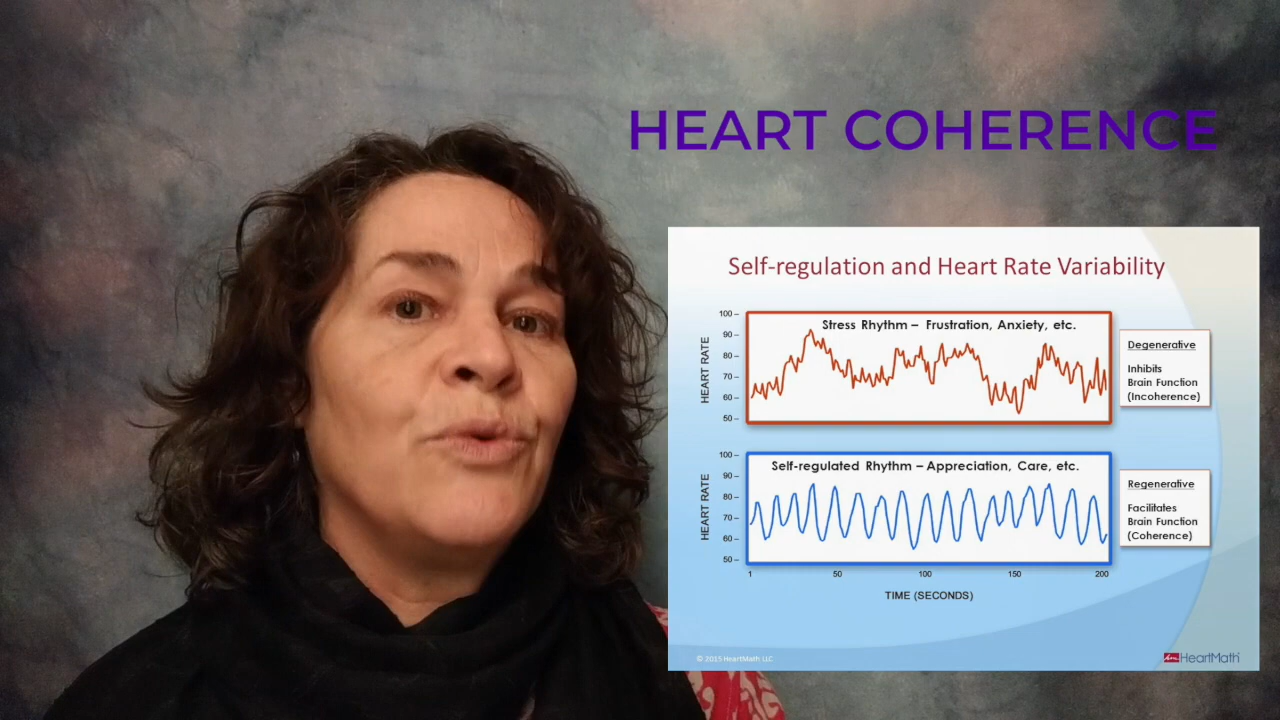 HEART COHERENCE
Self-regulation and Heart Rate Variability
100
90
80
70
60
50
HEART RATE
Stress Rhythm – Frustration, Anxiety, etc.
Degenerative
Inhibits
Brain Function
(Incoherence)
100
90
80
70
60
50
HEART RATE
Self-regulated Rhythm – Appreciation, Care, etc.
Regenerative
Facilitates
Brain Function
(Coherence)
1 50 100 150 200
TIME (SECONDS)
© 2015 HeartMath LLC
HeartMath